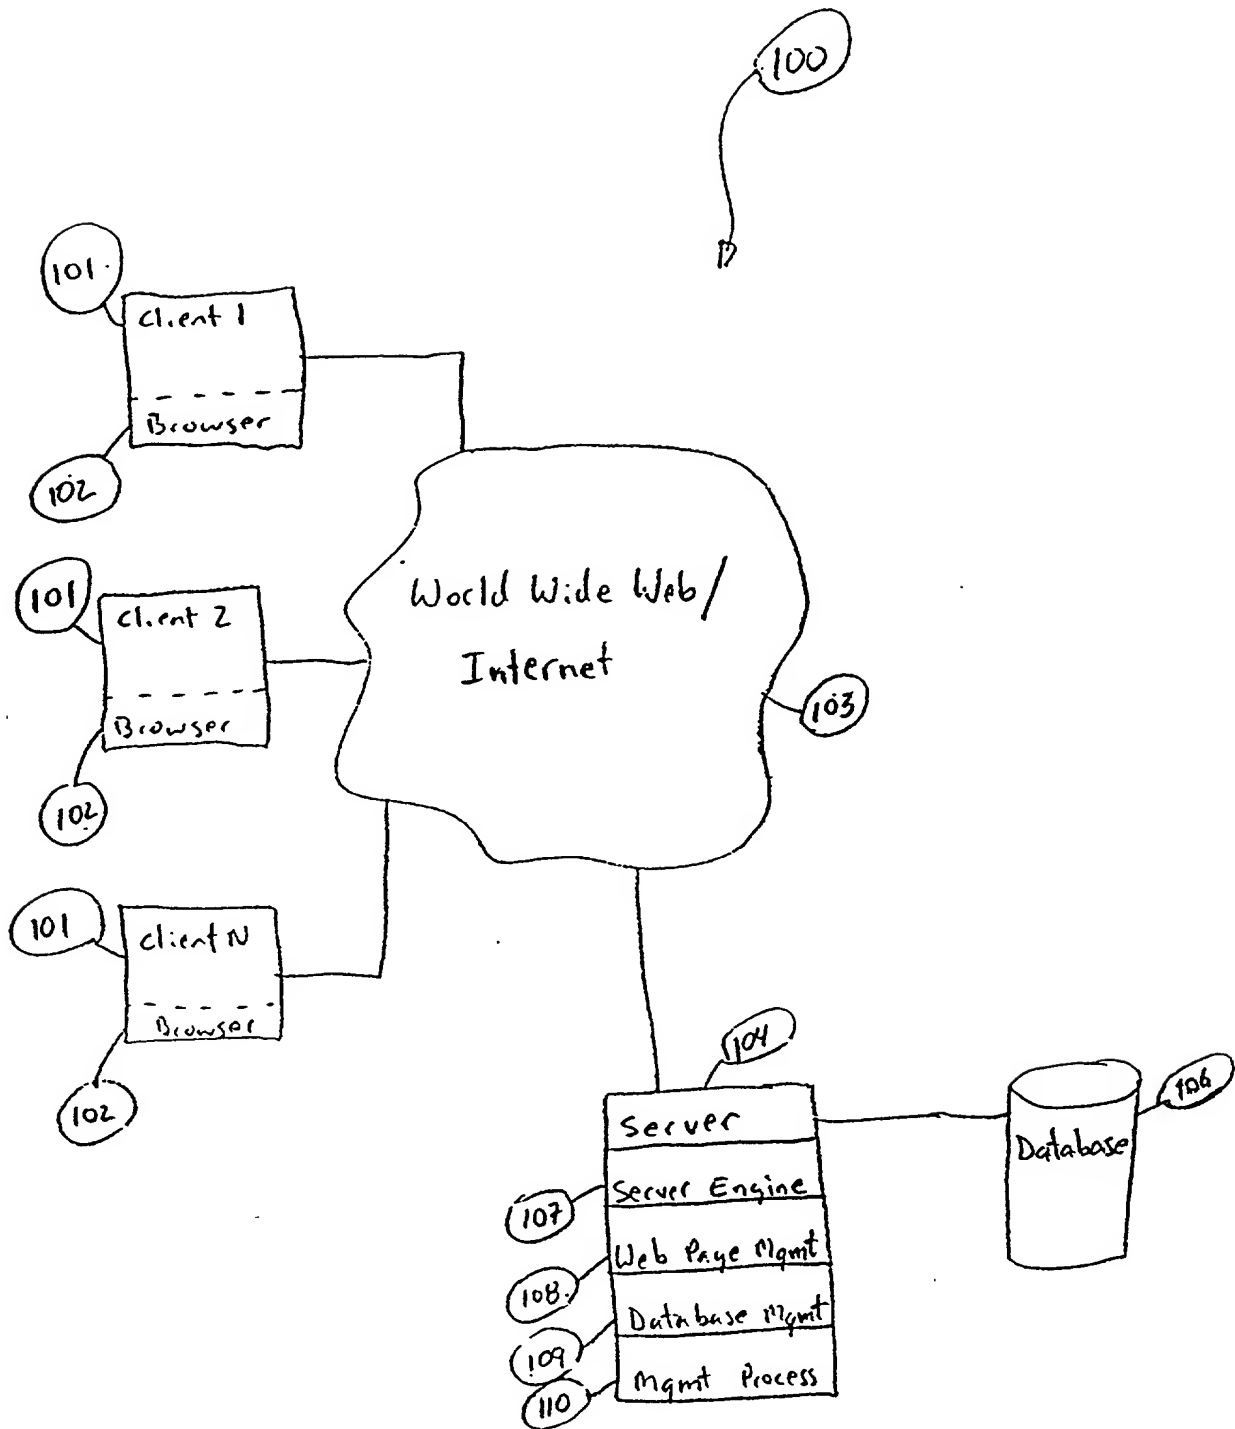 100
101
Client 1
Browser
102
101
Client 2
Browser
102
World Wide Web/
Internet
103
101
Client N
Browser
102
104
Server
Server Engine
107
Web Page Mgmt
108
Database Mgmt
109
Mgmt Process
110
Database
106